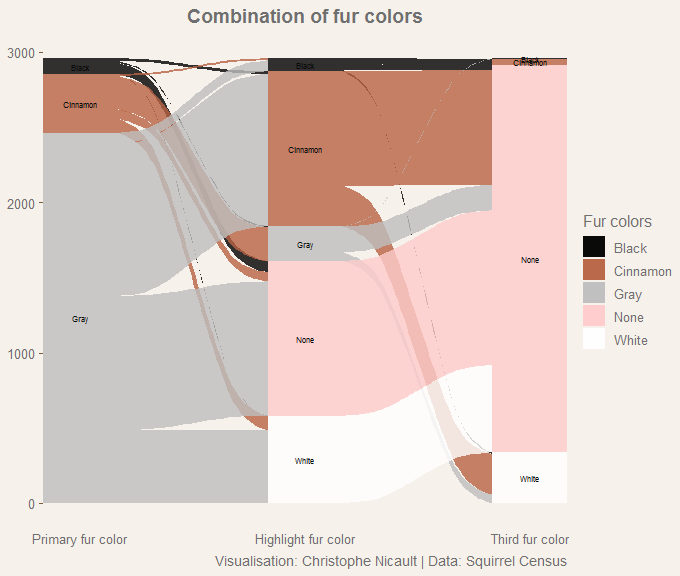 Combination of fur colors
3000
2000
1000
0
Black
Cinnamon
Gray
Black
Cinnamon
Gray
None
White
Black
Cinnamon
None
White
Primary fur color
Highlight fur color
Third fur color
Fur colors
Black
Cinnamon
Gray
None
White
Visualisation: Christophe Nicault | Data: Squirrel Census